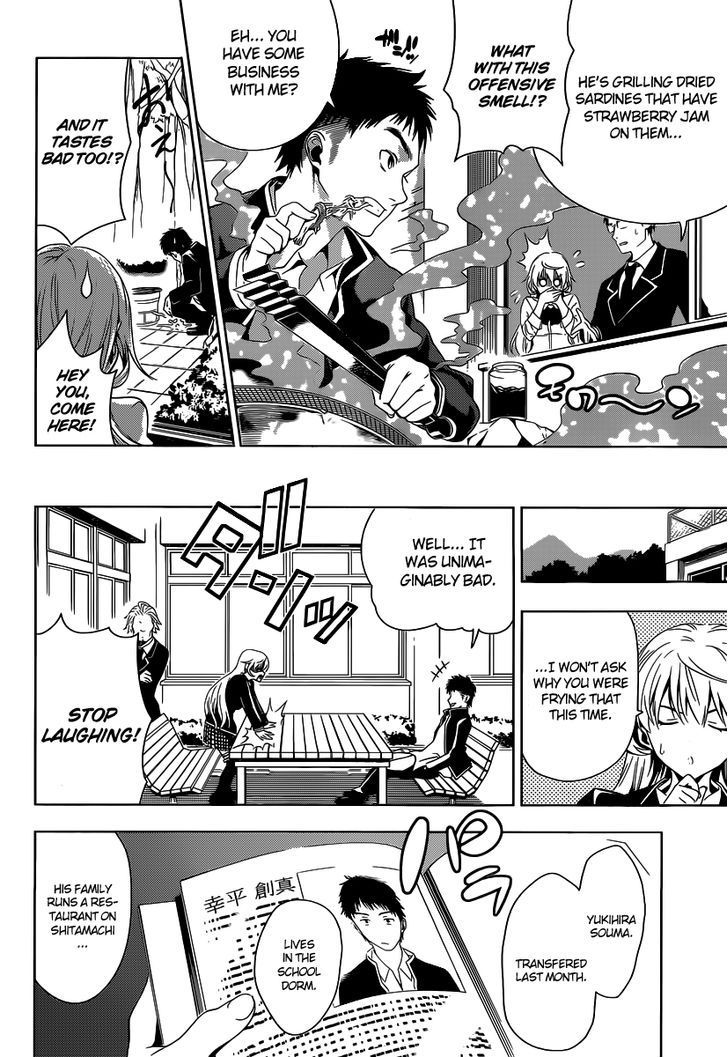 HE'S GRILLING DRIED
SARDINES THAT HAVE
STRAWBERRY JAM
ON THEM...
WHAT
WITH THIS
OFFENSIVE
SMELL!?
EH... YOU
HAVE SOME
BUSINESS
WITH ME?
AND IT
TASTES
BAD TOO!?
HEY
YOU,
COME
HERE!
...I WON'T ASK
WHY YOU WERE
FRYING THAT
THIS TIME.
WELL... IT
WAS UNIMA-
GINABLY BAD.
STOP
LAUGHING!
YUKIHIRA
SOUMA.
TRANSFERED
LAST MONTH.
幸平 創真
LIVES
IN THE
SCHOOL
DORM.
HIS FAMILY
RUNS A RES-
TAURANT ON
SHITAMACHI
...